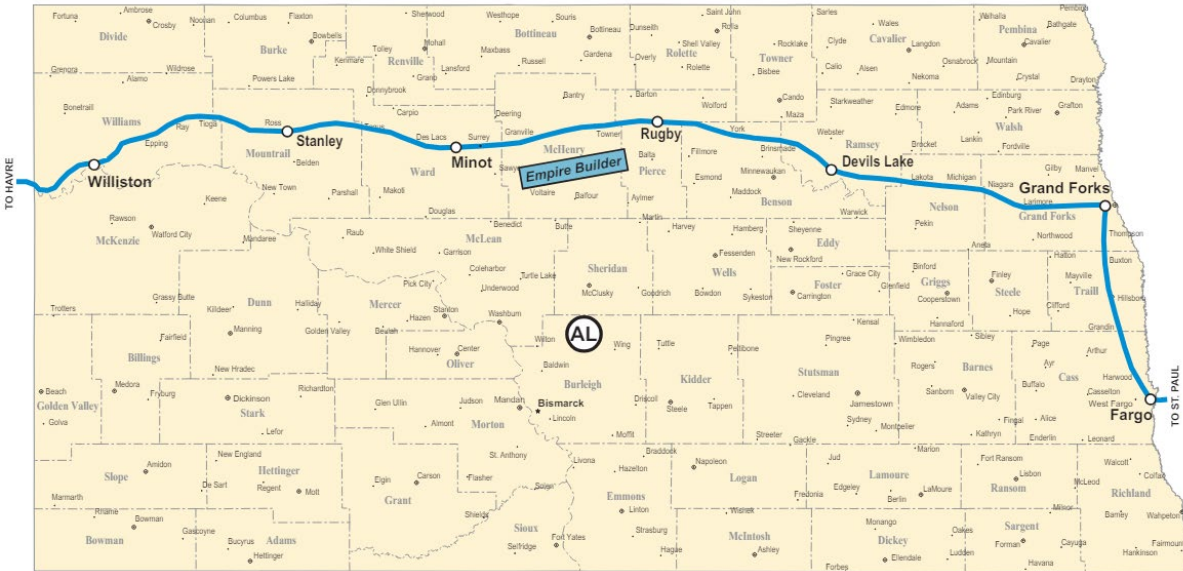 Fortuna
Ambrose
Crosby
Noonan
Columbus
Flaxton
Bowbells
Sherwood
Mohall
Westhope
Souris
Bottineau
Dunseith
Saint John
Rolla
Sarles
Wales
Langdon
Walhalla
Pembina
Bathgate
Cavalier
Divide
Burke
Kenmare
Tolley
Renville
Maxbass
Bottineau
Gardena
Shell Valley
Rolette
Rocklake
Towner
Clyde
Cavalier
Osnabrock
Pembina
Mountain
Grenora
Wildrose
Alamo
Powers Lake
Donnybrook
Grano
Lansford
Russell
Overly
Rolette
Bisbee
Calio
Alsen
Nekoma
Crystal
Drayton
Bonetrail
Williams
Ray
Tioga
Epping
Ross
Stanley
Mountrail
Belden
Carpio
Des Lacs
Surrey
Minot
Ward
Deering
Granville
Bantry
McHenry
Towner
Barton
Rugby
Wolford
York
Cando
Maza
Starkweather
Webster
Edmore
Adams
Edinburg
Park River
Grafton
Walsh
Lankin
Fordville
Brocket
Ramsey
Devils Lake
Brinsmade
Minnewaukan
Maddock
Benson
Warwick
Fillmore
Esmond
Balta
Pierce
Aylmer
Empire Builder
Voltaire
Balfour
Lakota
Michigan
Niagara
Larimore
Gilby
Manvel
Grand Forks
Grand Forks
TO HAVRE
Williston
New Town
Parshall
Makoti
Douglas
Benedict
Butte
Martin
Harvey
Hamberg
Sheyenne
Eddy
Nelson
Pekin
Aneta
Northwood
Thompson
Rawson
McKenzie
Watford City
Keene
Mandaree
Raub
White Shield
Garrison
McLean
Coleharbor
Turtle Lake
Underwood
Sheridan
McClusky
Goodrich
Fessenden
Wells
Bowdon
Sykeston
New Rockford
Grace City
Foster
Carrington
Glenfield
Binford
Griggs
Cooperstown
Hannaford
Finley
Steele
Hope
Hatton
Mayville
Clifford
Traill
Buxton
Hillsboro
Grandin
Trotters
Grassy Butte
Killdeer
Dunn
Manning
Halliday
Golden Valley
Mercer
Pick City
Hazen
Stanton
Beulah
Washburn
Wilton
AL
Wing
Tuttle
Pettibone
Kensal
Pingree
Wimbledon
Sibley
Page
Arthur
Fairfield
Billings
New Hradec
Hannover
Center
Oliver
Baldwin
Burleigh
Kidder
Stutsman
Rogers
Barnes
Ayr
Buffalo
Cass
Harwood
Casselton
West Fargo
Fargo
TO ST. PAUL
Beach
Golden Valley
Golva
Medora
Fryburg
Dickinson
Stark
Lefor
Richardton
Glen Ullin
Almont
Judson
Mandan
Morton
Bismarck
Lincoln
Driscoll
Steele
Tappen
Cleveland
Jamestown
Sydney
Montpelier
Sanborn
Valley City
Fingal
Alice
Kathryn
Enderlin
Leonard
Moffit
Streeter
Gackle
Marion
Slope
Amidon
New England
Hettinger
De Sart
Regent
Mott
Elgin
Carson
Grant
Flasher
St. Anthony
Livona
Braddock
Hazelton
Napoleon
Logan
Fredonia
Jud
Edgeley
Lamoure
LaMoure
Berlin
Fort Ransom
Lisbon
Ransom
McLeod
Walcott
Richland
Marmarth
Rhame
Bowman
Bowman
Gascoyne
Bucyrus
Adams
Hettinger
Shields
Solen
Sioux
Selfridge
Fort Yates
Emmons
Linton
Strasburg
Hague
Wishek
McIntosh
Ashley
Monango
Dickey
Ellendale
Forbes
Oakes
Ludden
Sargent
Forman
Cayuga
Havana
Milnor
Barney
Wahpeton
Fairmount
Hankinson